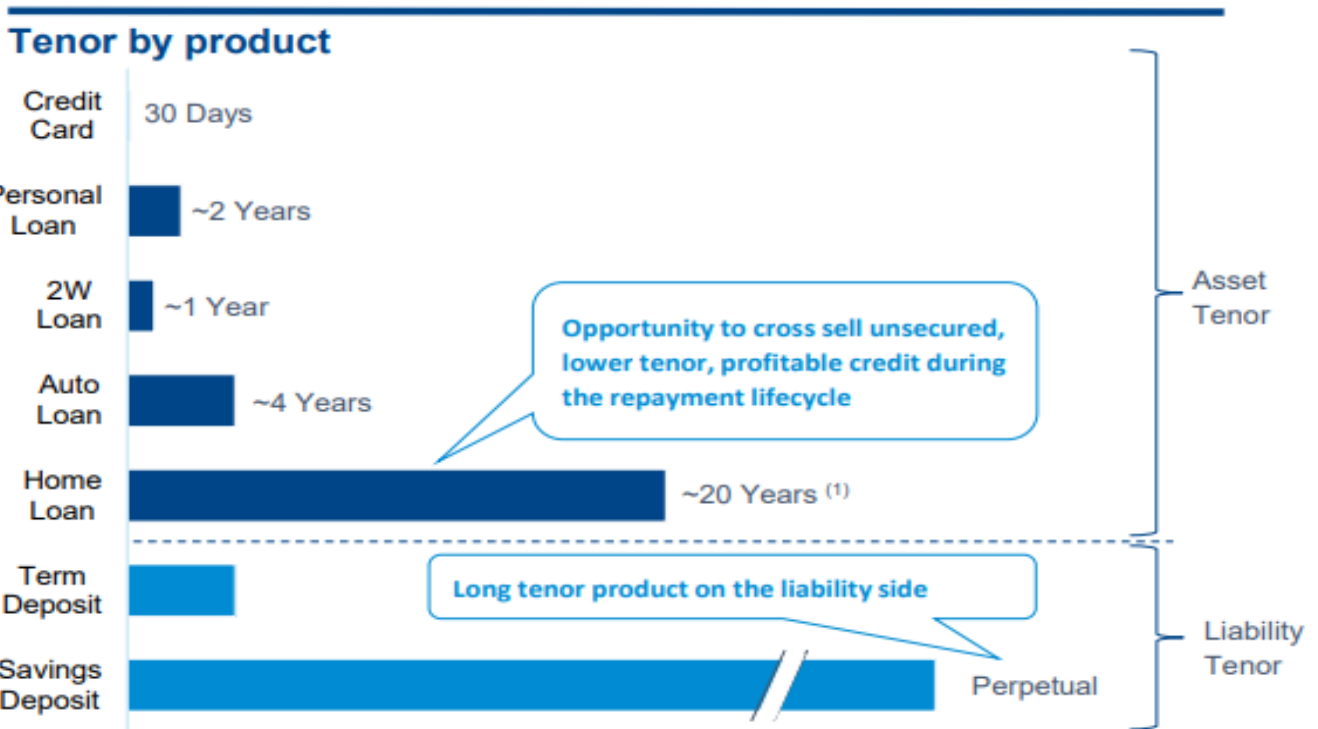 Tenor by product
Credit
Card
30 Days
Personal
Loan
~2 Years
2W
Loan
~1 Year
Auto
Loan
~4 Years
Opportunity to cross sell unsecured,
lower tenor, profitable credit during
the repayment lifecycle
Home
Loan
~20 Years (1)
Asset
Tenor
Term
Deposit
Long tenor product on the liability side
Savings
Deposit
Perpetual
Liability
Tenor